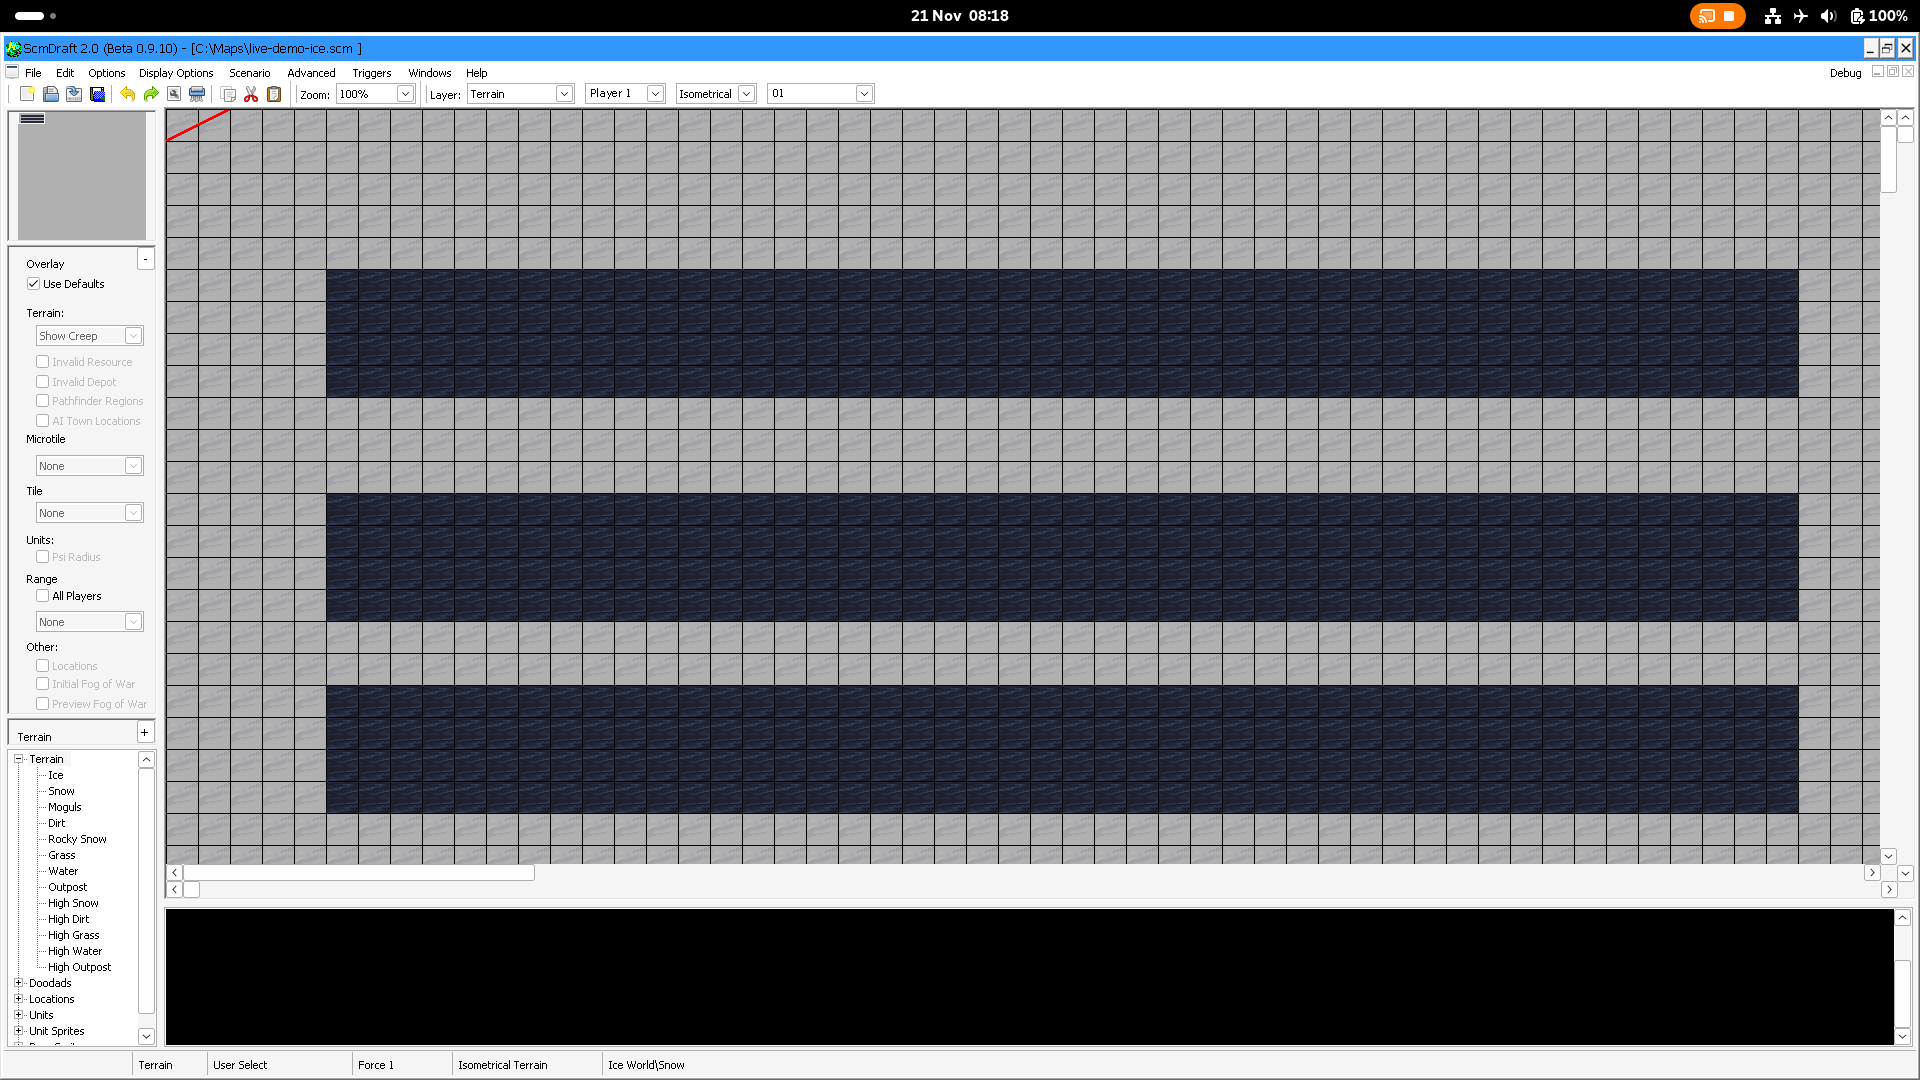 21 Nov 08:18
100%
ScmDraft 2.0 (Beta 0.9.10) - [C:\Maps\live-demo-ice.scm ]
File Edit Options Display Options Scenario Advanced Triggers Windows Help Debug
Zoom: 100% Layer: Terrain Player 1 Isometrical 01
-
Overlay
Use Defaults
Terrain:
Show Creep
Invalid Resource
Invalid Depot
Pathfinder Regions
AI Town Locations
Microtile
None
Tile
None
Units:
Psi Radius
Range
All Players
None
Other:
Locations
Initial Fog of War
Preview Fog of War
Terrain +
Terrain
Ice
Snow
Moguls
Dirt
Rocky Snow
Grass
Water
Outpost
High Snow
High Dirt
High Grass
High Water
High Outpost
Doodads
Locations
Units
Unit Sprites
Terrain User Select Force 1 Isometrical Terrain Ice World\Snow